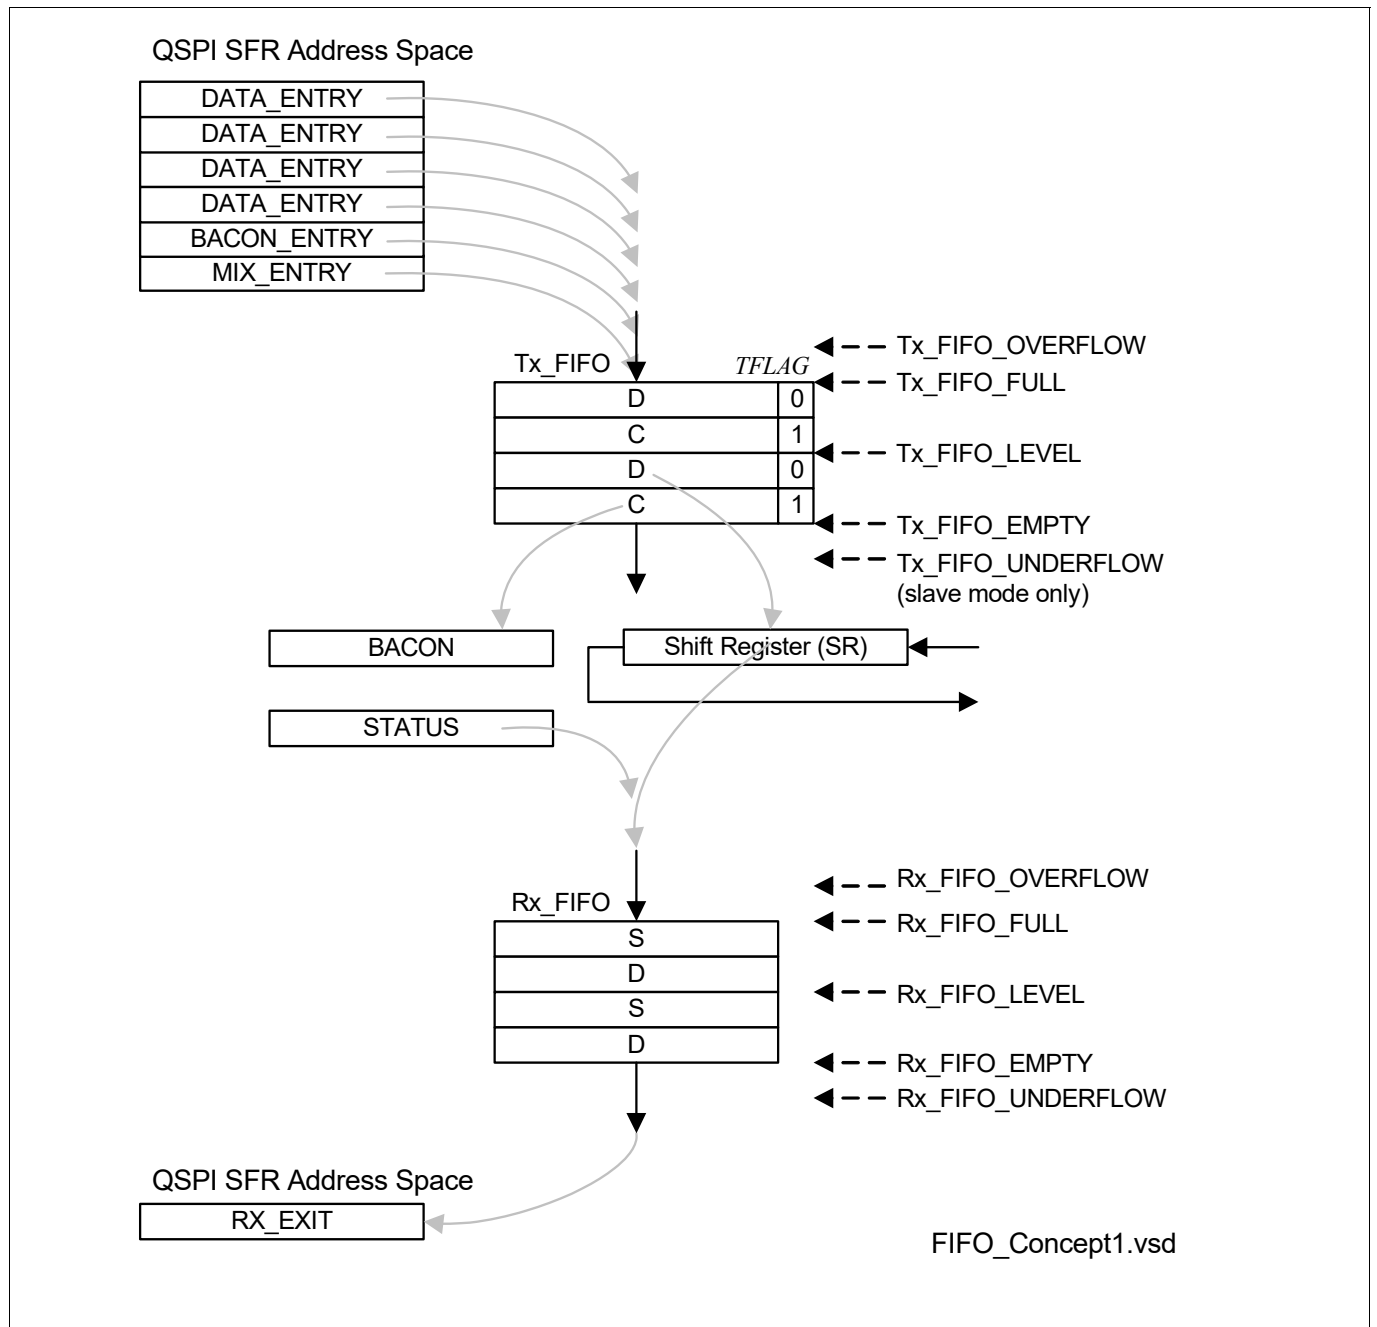 QSPI SFR Address Space
DATA_ENTRY
DATA_ENTRY
DATA_ENTRY
DATA_ENTRY
BACON_ENTRY
MIX_ENTRY
Tx_FIFO
TFLAG
Tx_FIFO_OVERFLOW
Tx_FIFO_FULL
D 0
C 1
Tx_FIFO_LEVEL
D 0
C 1
Tx_FIFO_EMPTY
Tx_FIFO_UNDERFLOW
(slave mode only)
BACON
Shift Register (SR)
STATUS
Rx_FIFO
Rx_FIFO_OVERFLOW
Rx_FIFO_FULL
S
D
Rx_FIFO_LEVEL
S
D
Rx_FIFO_EMPTY
Rx_FIFO_UNDERFLOW
QSPI SFR Address Space
RX_EXIT
FIFO_Concept1.vsd